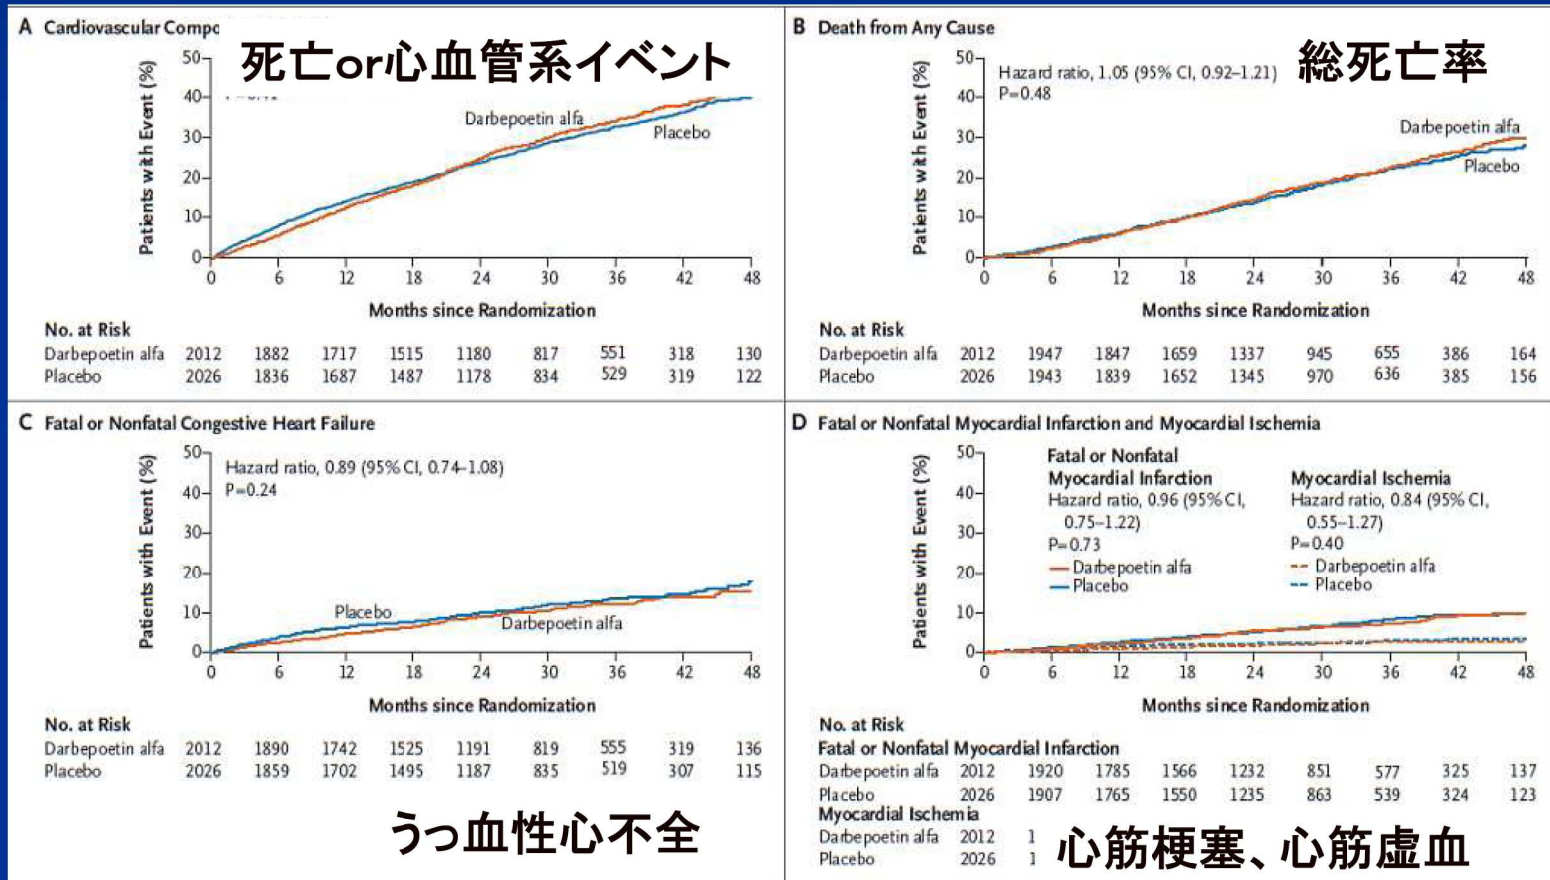 A Cardiovascular Compo
死亡or心血管系イベント
Patients with Event (%)
50
40
30
20
10
0
Darbepoetin alfa
Placebo
0 6 12 18 24 30 36 42 48
Months since Randomization
No. at Risk
Darbepoetin alfa 2012 1882 1717 1515 1180 817 551 318 130
Placebo 2026 1836 1687 1487 1178 834 529 319 122
B Death from Any Cause
総死亡率
Hazard ratio, 1.05 (95% CI, 0.92–1.21)
P=0.48
Patients with Event (%)
50
40
30
20
10
0
Darbepoetin alfa
Placebo
0 6 12 18 24 30 36 42 48
Months since Randomization
No. at Risk
Darbepoetin alfa 2012 1947 1847 1659 1337 945 655 386 164
Placebo 2026 1943 1839 1652 1345 970 636 385 156
C Fatal or Nonfatal Congestive Heart Failure
Hazard ratio, 0.89 (95% CI, 0.74–1.08)
P=0.24
Patients with Event (%)
50
40
30
20
10
0
Placebo
Darbepoetin alfa
0 6 12 18 24 30 36 42 48
Months since Randomization
No. at Risk
Darbepoetin alfa 2012 1890 1742 1525 1191 819 555 319 136
Placebo 2026 1859 1702 1495 1187 835 519 307 115
うっ血性心不全
D Fatal or Nonfatal Myocardial Infarction and Myocardial Ischemia
Patients with Event (%)
50
40
30
20
10
0
Fatal or Nonfatal
Myocardial Infarction
Hazard ratio, 0.96 (95% CI,
0.75–1.22)
P=0.73
Darbepoetin alfa
Placebo
Myocardial Ischemia
Hazard ratio, 0.84 (95% CI,
0.55–1.27)
P=0.40
Darbepoetin alfa
Placebo
0 6 12 18 24 30 36 42 48
Months since Randomization
No. at Risk
Fatal or Nonfatal Myocardial Infarction
Darbepoetin alfa 2012 1920 1785 1566 1232 851 577 325 137
Placebo 2026 1907 1765 1550 1235 863 539 324 123
Myocardial Ischemia
Darbepoetin alfa 2012 1
Placebo 2026 1
心筋梗塞、心筋虚血